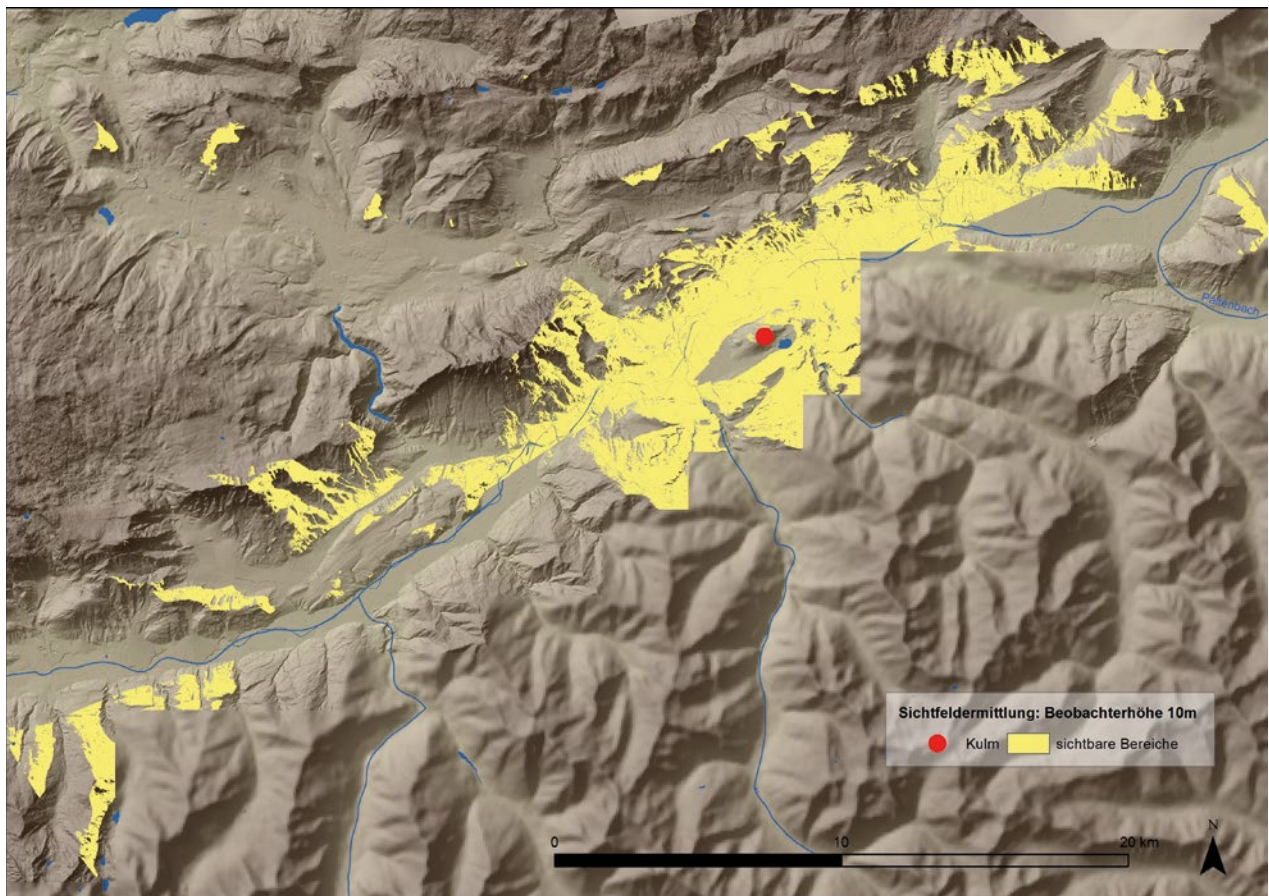 Paltenbach
Sichtfeldermittlung: Beobachterhöhe 10m
Kulm
sichtbare Bereiche
0
10
20 km
N